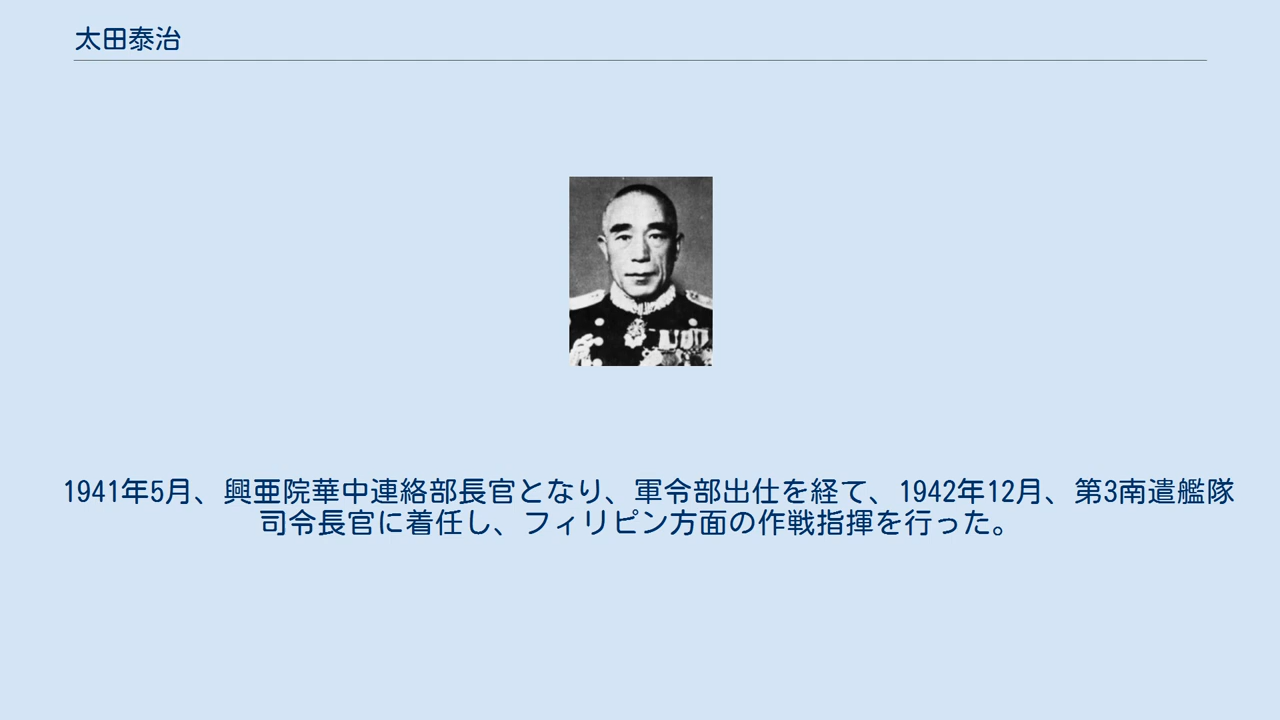 太田泰治
1941年5月、興亜院華中連絡部長官となり、軍令部出仕を経て、1942年12月、第3南遣艦隊
司令長官に着任し、フィリピン方面の作戦指揮を行った。